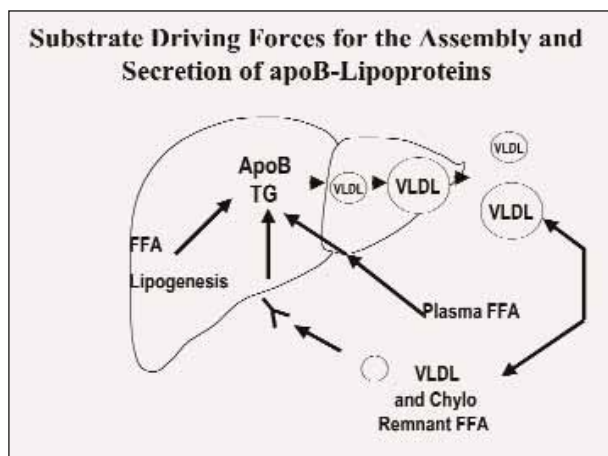 Substrate Driving Forces for the Assembly and
Secretion of apoB-Lipoproteins
VLDL
ApoB
TG
VLDL
VLDL
VLDL
FFA
Lipogenesis
Plasma FFA
VLDL
and Chylo
Remnant FFA